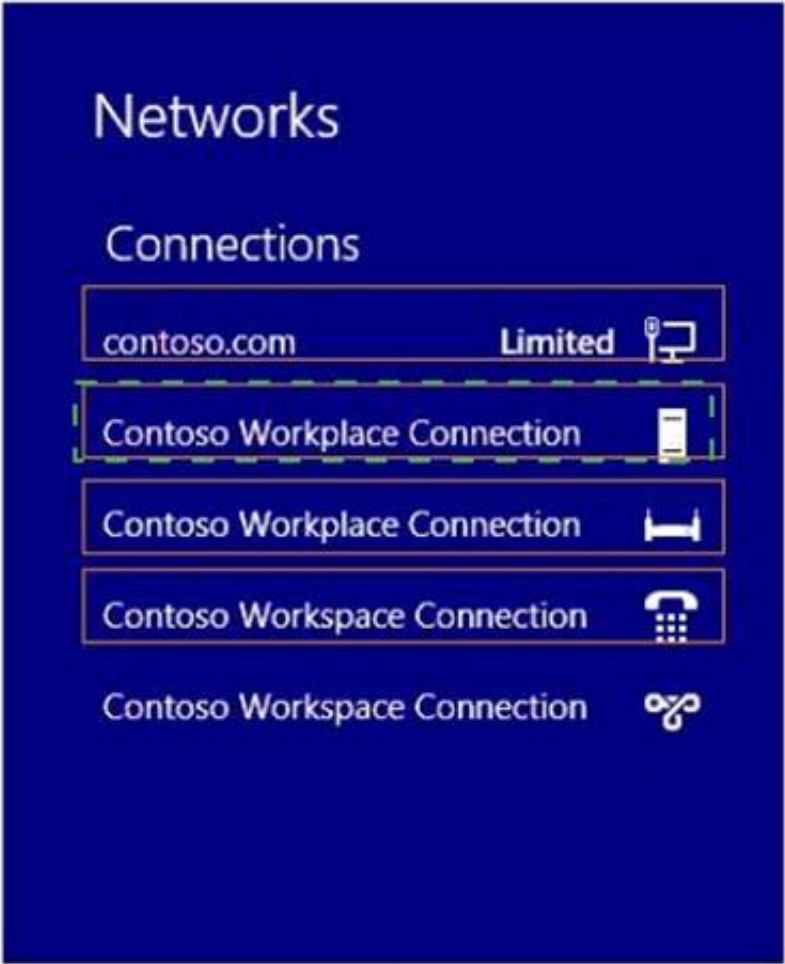 Networks
Connections
contoso.com Limited
Contoso Workplace Connection
Contoso Workplace Connection
Contoso Workspace Connection
Contoso Workspace Connection